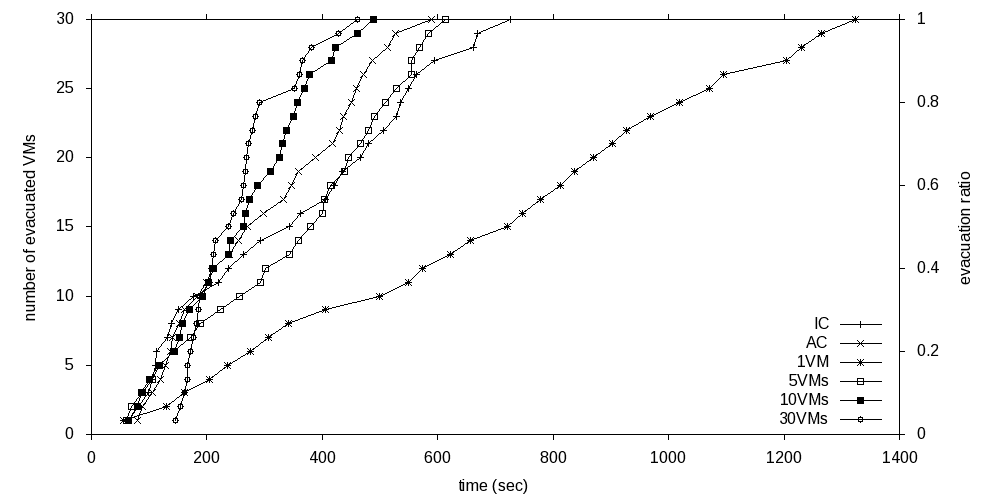 30
25
20
15
10
5
0
number of evacuated VMs
1
0.8
0.6
0.4
0.2
0
evacuation ratio
IC
AC
1VM
5VMs
10VMs
30VMs
0 200 400 600 800 1000 1200 1400
time (sec)